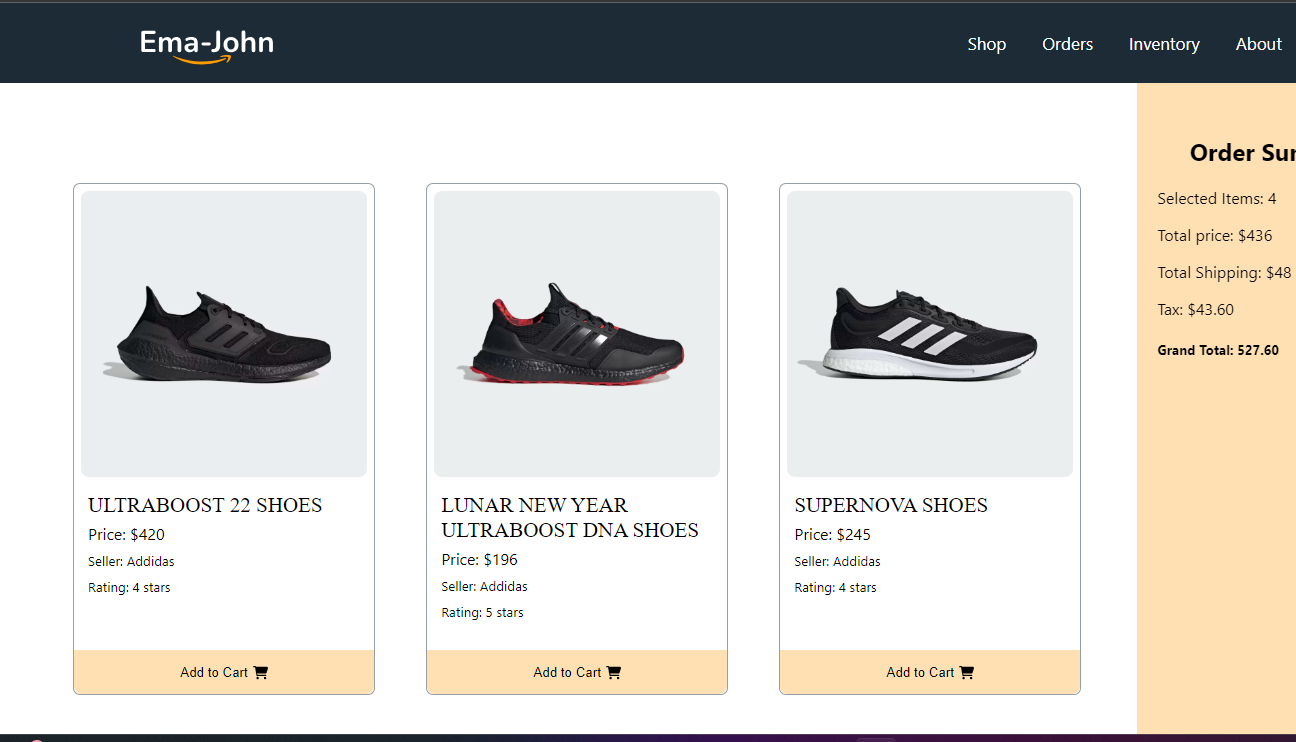 Ema-John
Shop Orders Inventory About
Order Sur
Selected Items: 4
Total price: $436
Total Shipping: $48
Tax: $43.60
Grand Total: 527.60
ULTRABOOST 22 SHOES
Price: $420
Seller: Addidas
Rating: 4 stars
Add to Cart
LUNAR NEW YEAR
ULTRABOOST DNA SHOES
Price: $196
Seller: Addidas
Rating: 5 stars
Add to Cart
SUPERNOVA SHOES
Price: $245
Seller: Addidas
Rating: 4 stars
Add to Cart